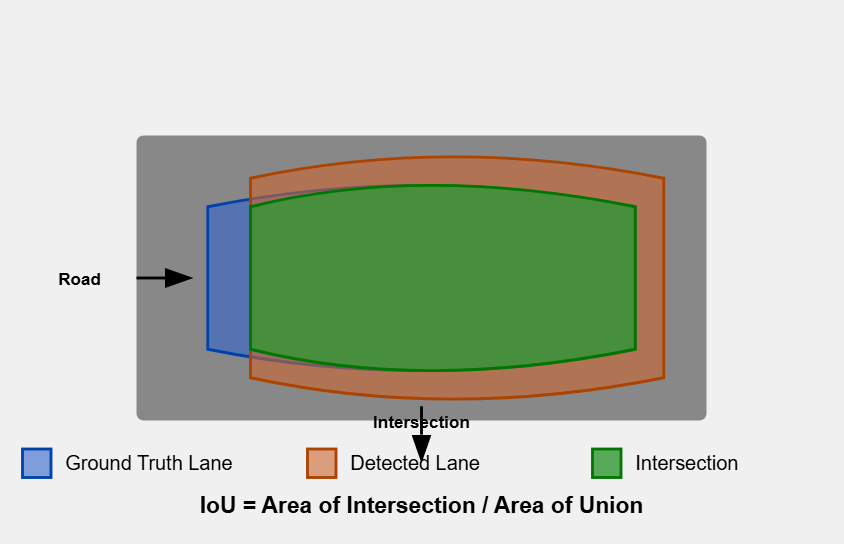 Road
Intersection
Ground Truth Lane
Detected Lane
Intersection
IoU = Area of Intersection / Area of Union